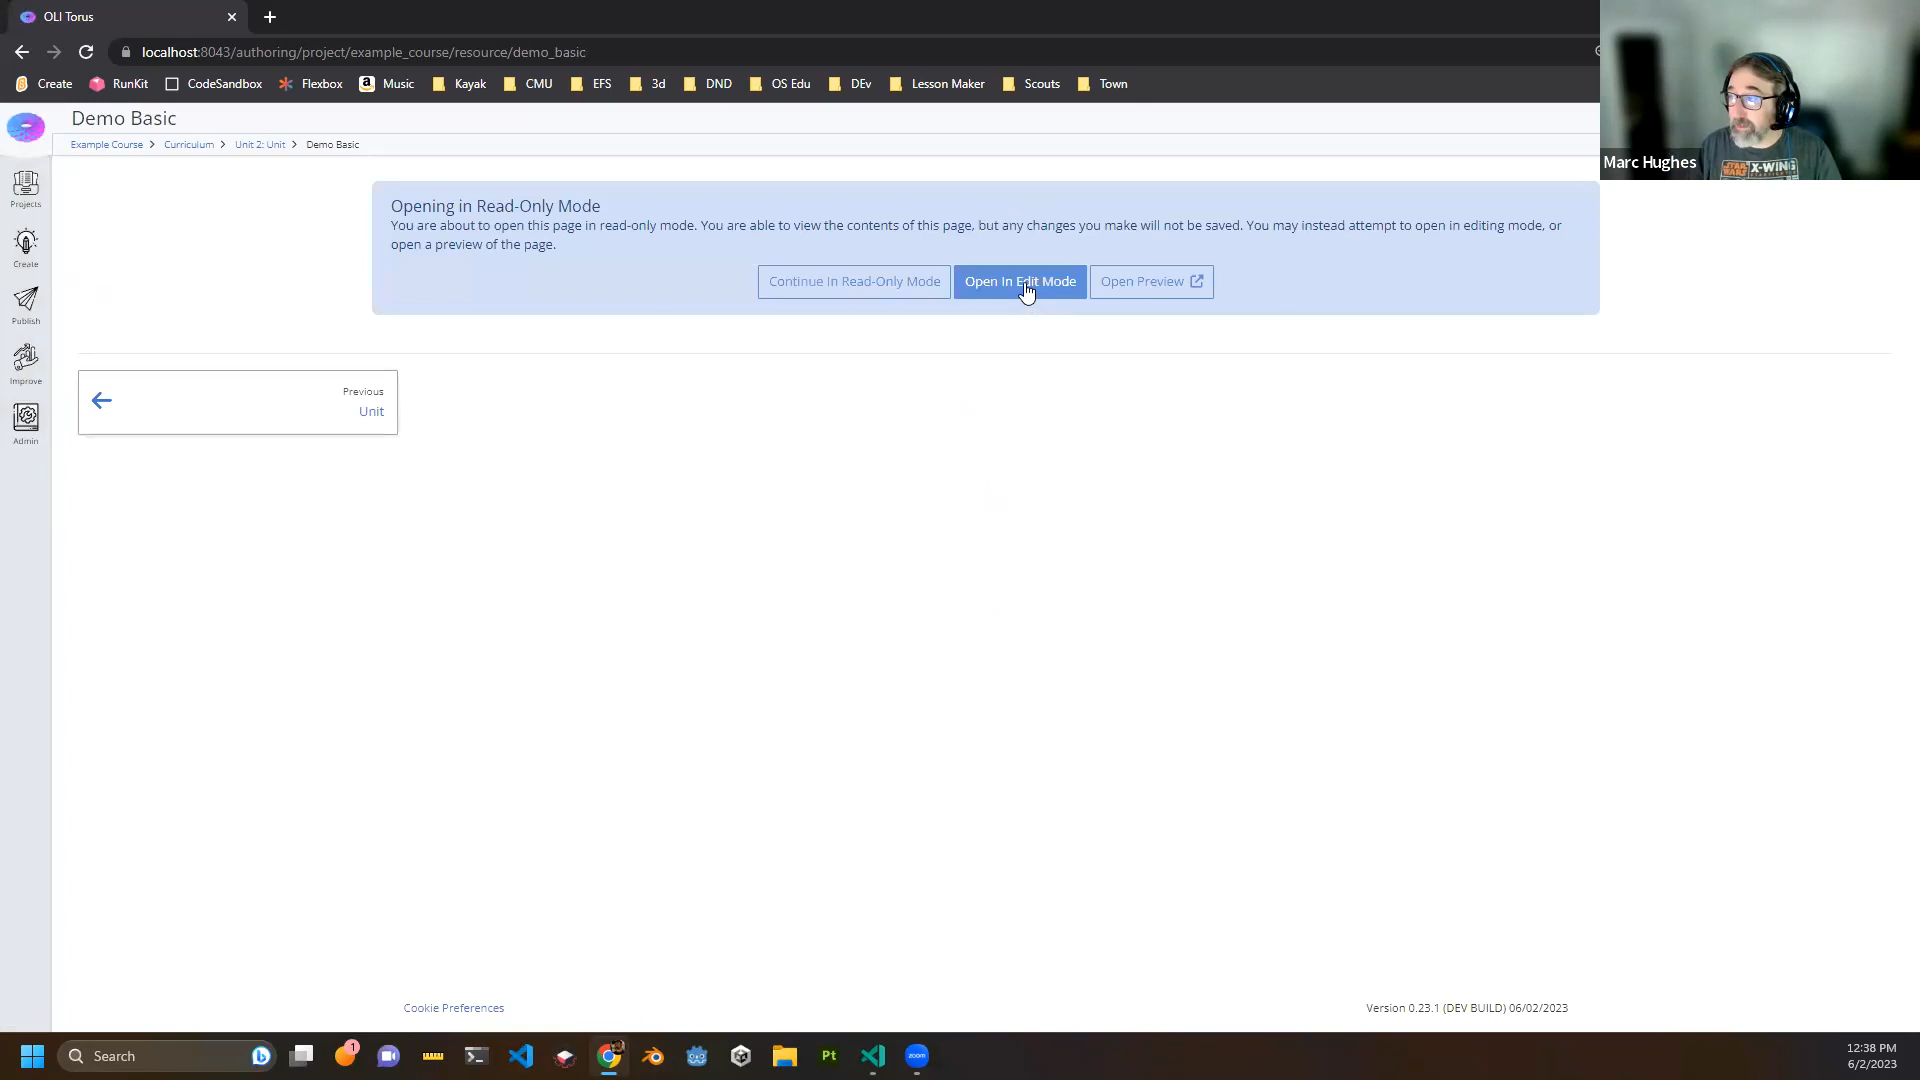 OLI Torus
localhost:8043/authoring/project/example_course/resource/demo_basic
Create RunKit CodeSandbox Flexbox Music Kayak CMU EFS 3d DND OS Edu DEv Lesson Maker Scouts Town
Demo Basic
Example Course Curriculum Unit 2: Unit Demo Basic
Marc Hughes
STAR WARS X-WING
Projects
Create
Publish
Improve
Admin
Opening in Read-Only Mode
You are about to open this page in read-only mode. You are able to view the contents of this page, but any changes you make will not be saved. You may instead attempt to open in editing mode, or
open a preview of the page.
Continue In Read-Only Mode Open In Edit Mode Open Preview
Previous
Unit
Cookie Preferences Version 0.23.1 (DEV BUILD) 06/02/2023
Search
1
Pt
zoom
12:38 PM
6/2/2023